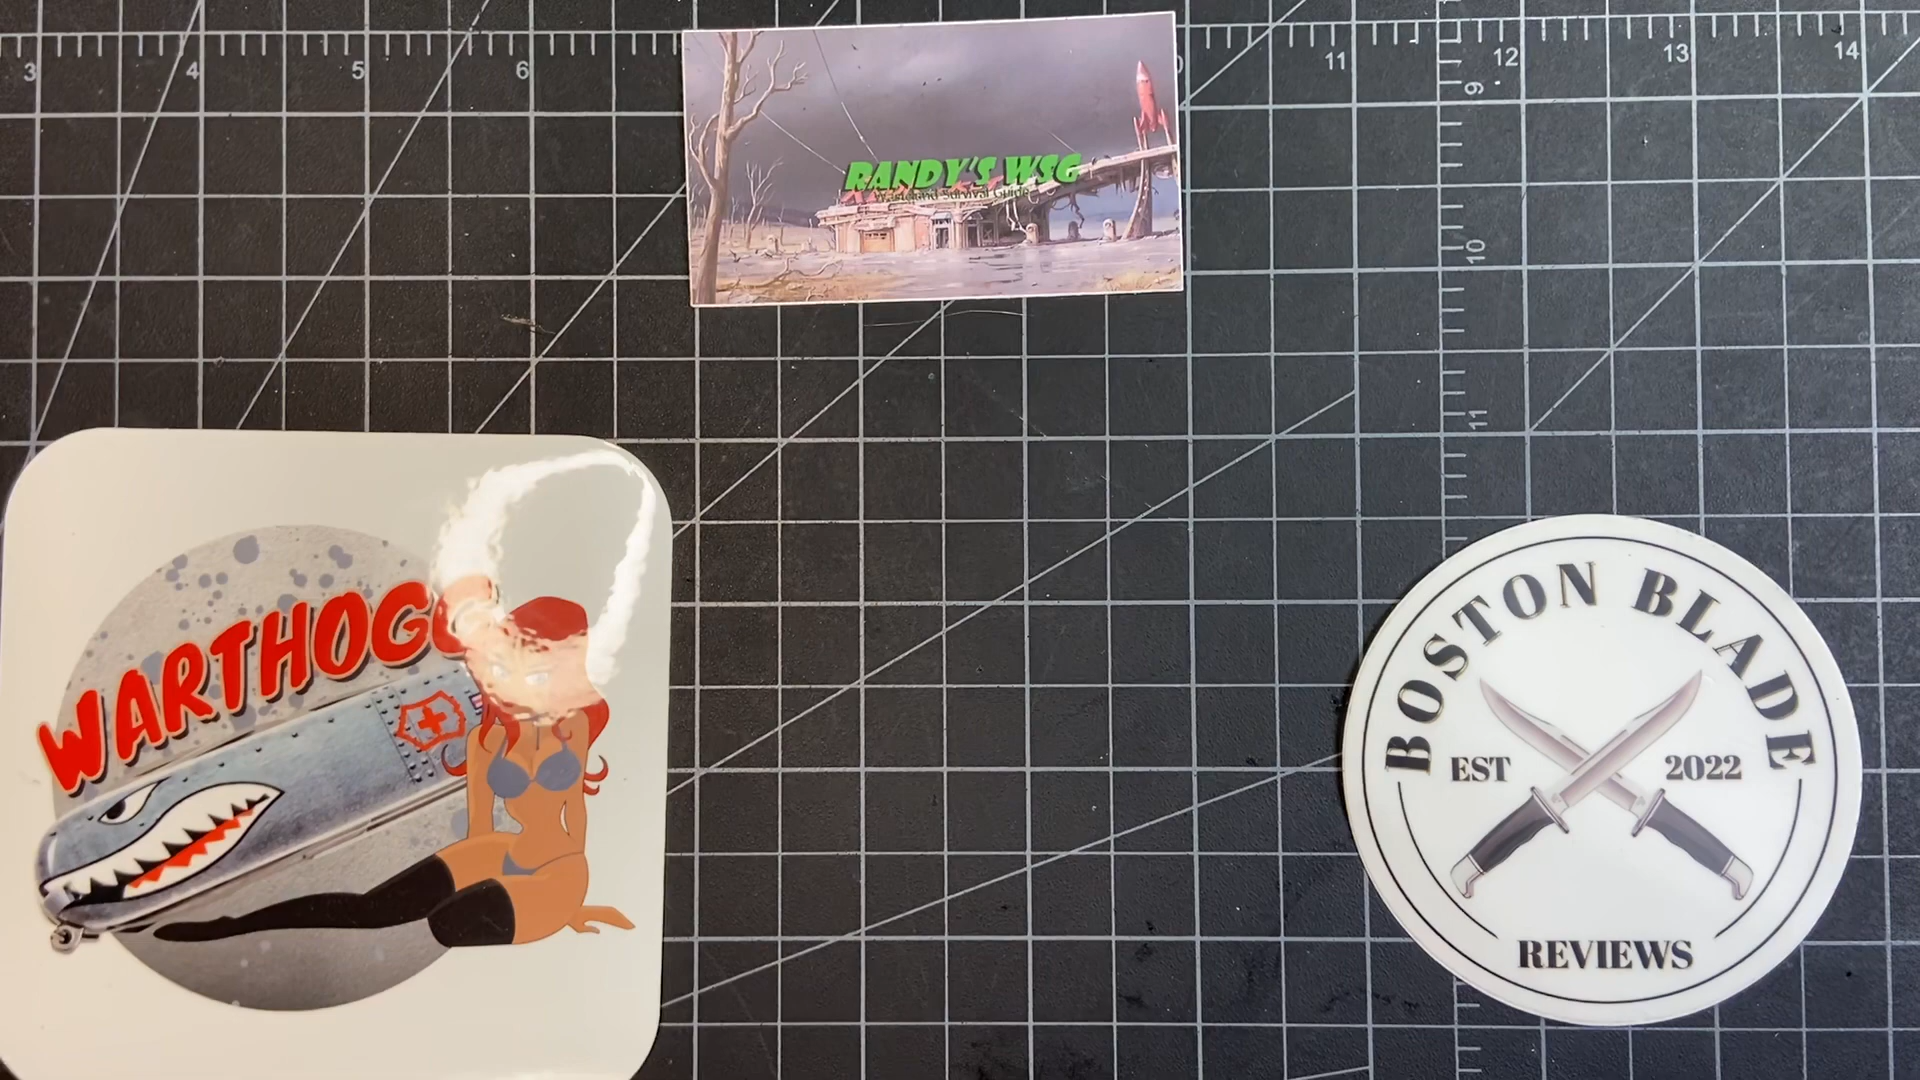 3 4 5 6 11 12 13 14
9
10
11
RANDY'S WSG
Wasteland Survival Guide
WARTHOG
BOSTON BLADE
EST 2022
REVIEWS